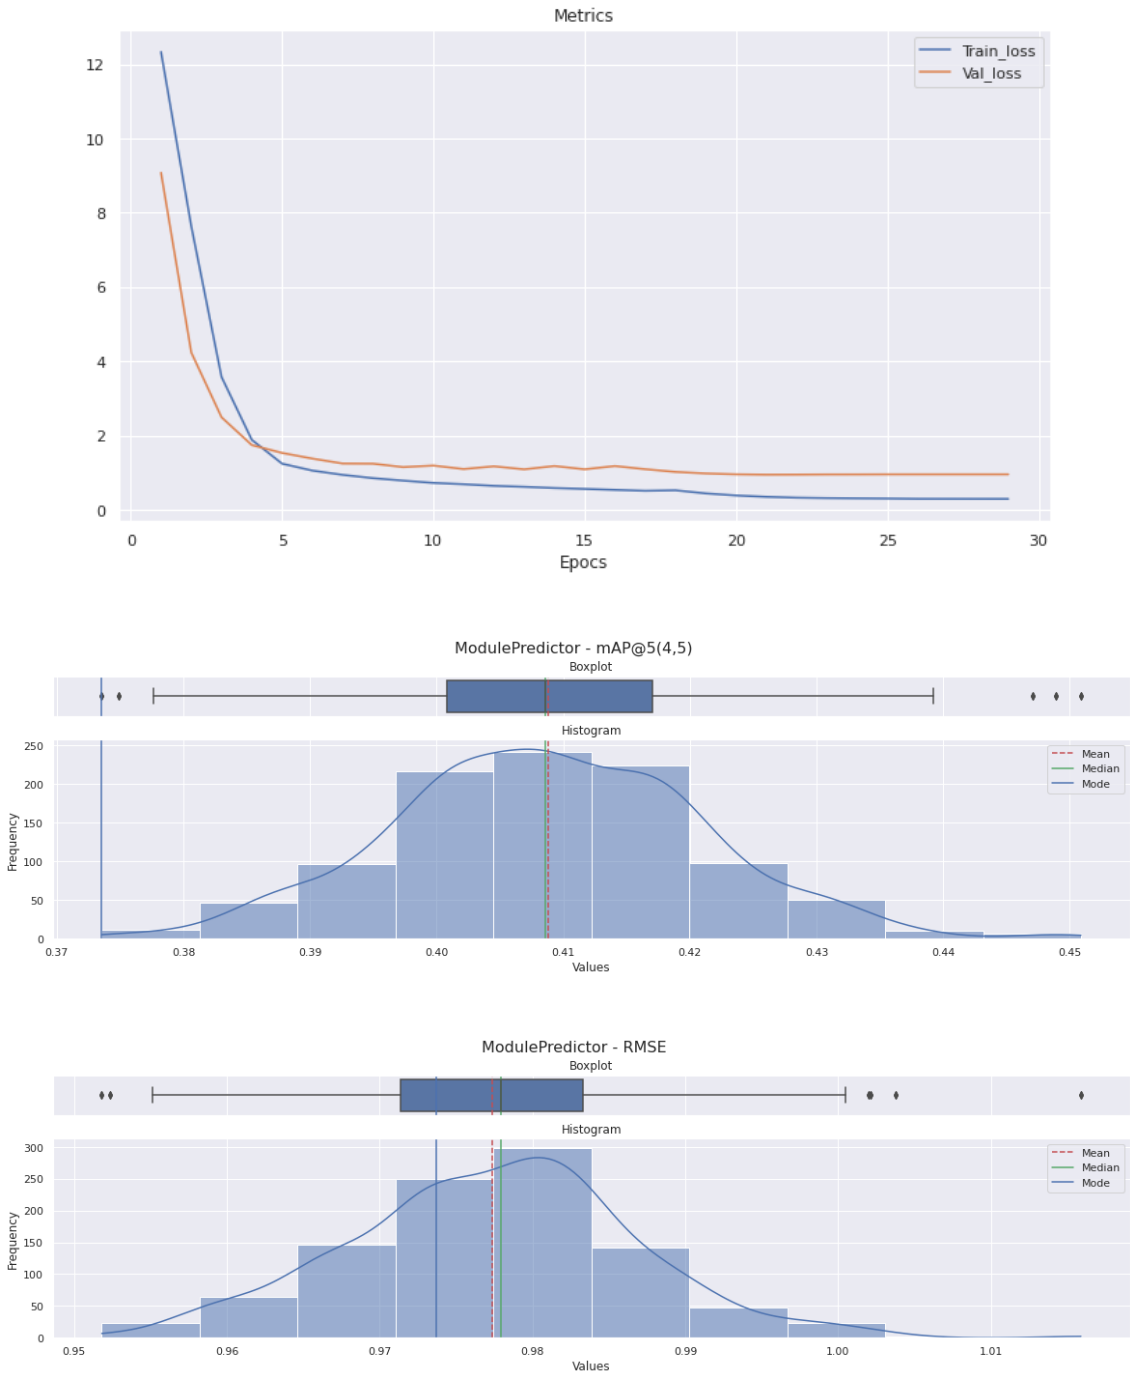 Metrics
Train_loss
Val_loss
12
10
8
6
4
2
0
0 5 10 15 20 25 30
Epocs
ModulePredictor - mAP@5(4,5)
Boxplot
Histogram
Mean
Median
Mode
250
200
150
100
50
0
Frequency
0.37 0.38 0.39 0.40 0.41 0.42 0.43 0.44 0.45
Values
ModulePredictor - RMSE
Boxplot
Histogram
Mean
Median
Mode
300
250
200
150
100
50
0
Frequency
0.95 0.96 0.97 0.98 0.99 1.00 1.01
Values